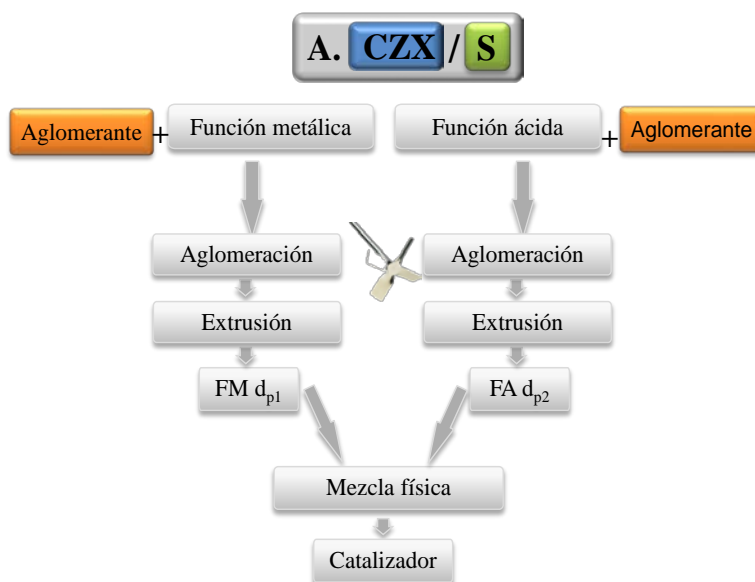 A. CZX / S
Aglomerante + Función metálica Función ácida + Aglomerante
Aglomeración Aglomeración
Extrusión Extrusión
FM dp1 FA dp2
Mezcla física
Catalizador